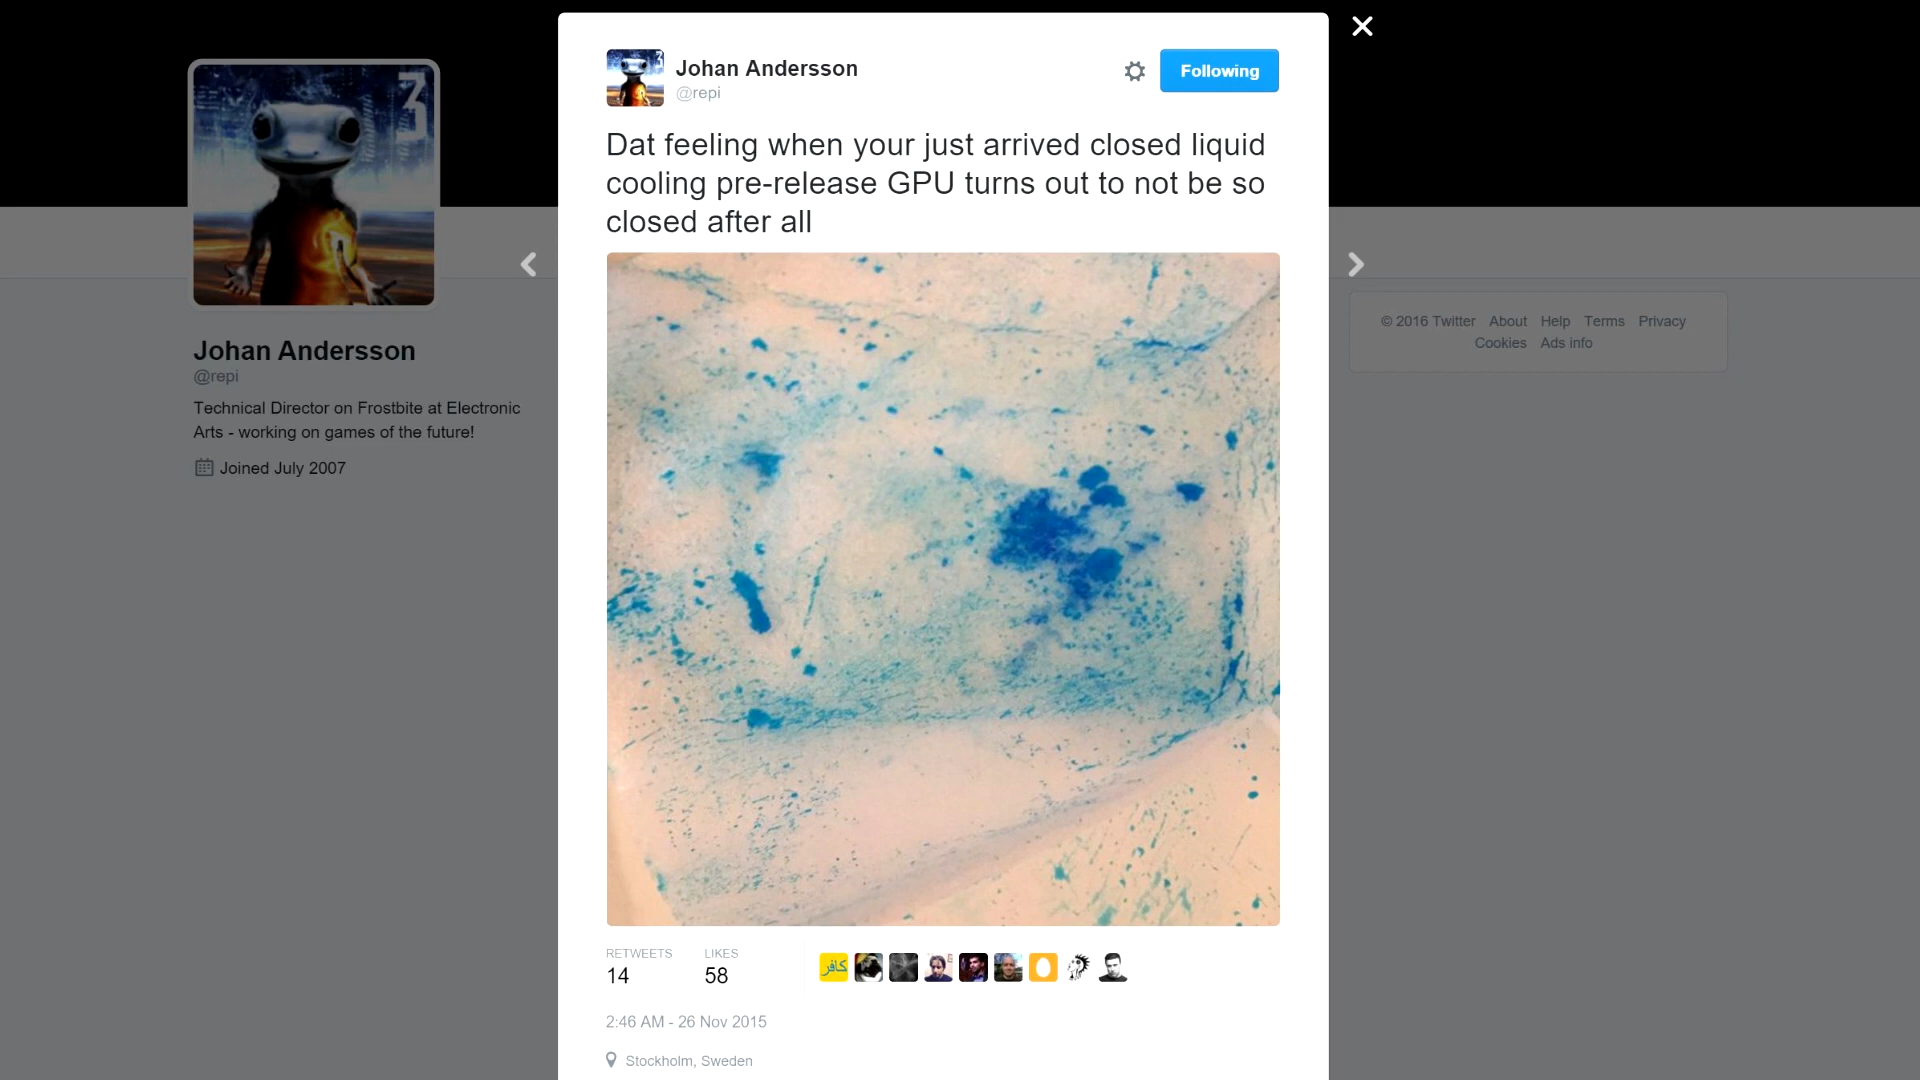 Johan Andersson
@repi
Following
Dat feeling when your just arrived closed liquid
cooling pre-release GPU turns out to not be so
closed after all
RETWEETS
14
LIKES
58
كافر
2:46 AM - 26 Nov 2015
Stockholm, Sweden
3
Johan Andersson
@repi
Technical Director on Frostbite at Electronic
Arts - working on games of the future!
Joined July 2007
© 2016 Twitter About Help Terms Privacy
Cookies Ads info